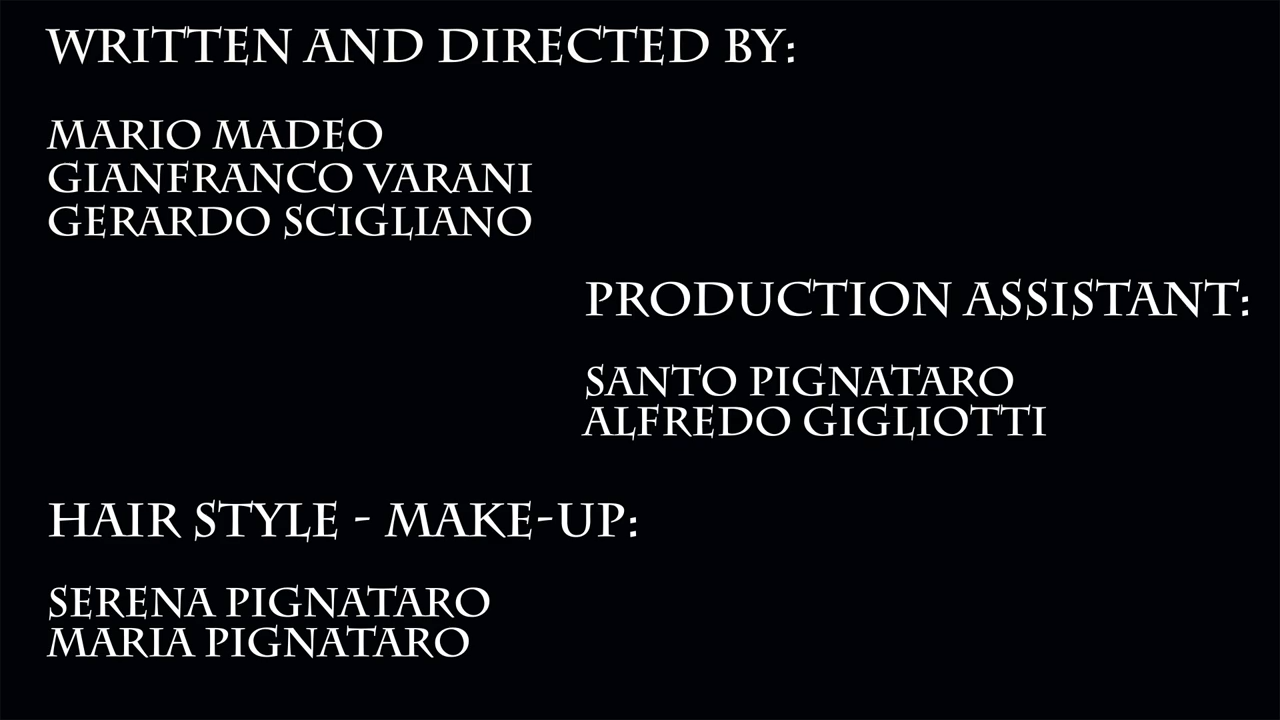 WRITTEN AND DIRECTED BY:
MARIO MADEO
GIANFRANCO VARANI
GERARDO SCIGLIANO
PRODUCTION ASSISTANT:
SANTO PIGNATARO
ALFREDO GIGLIOTTI
HAIR STYLE - MAKE-UP:
SERENA PIGNATARO
MARIA PIGNATARO